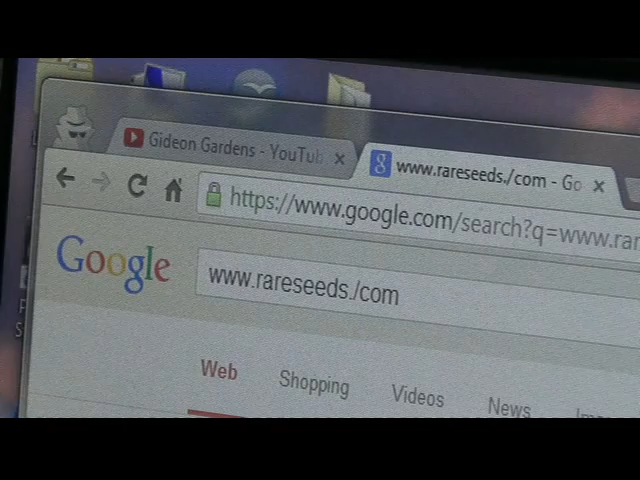 Gideon Gardens - YouTub
www.rareseeds./com - Go
https://www.google.com/search?q=www.rar
Google
www.rareseeds./com
Web Shopping Videos News